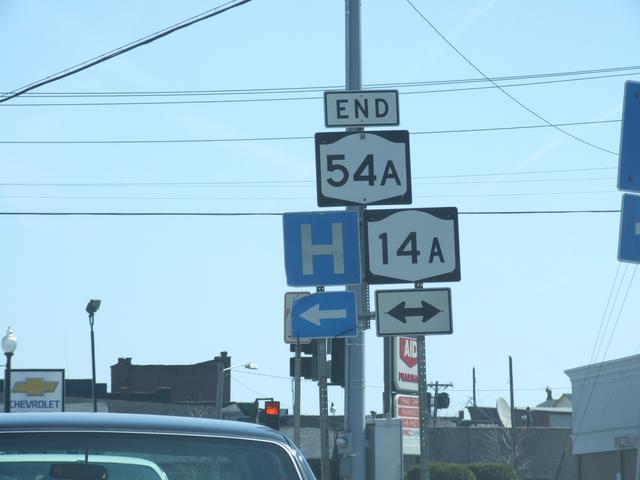 END
54A
H
14A
CHEVROLET
AID